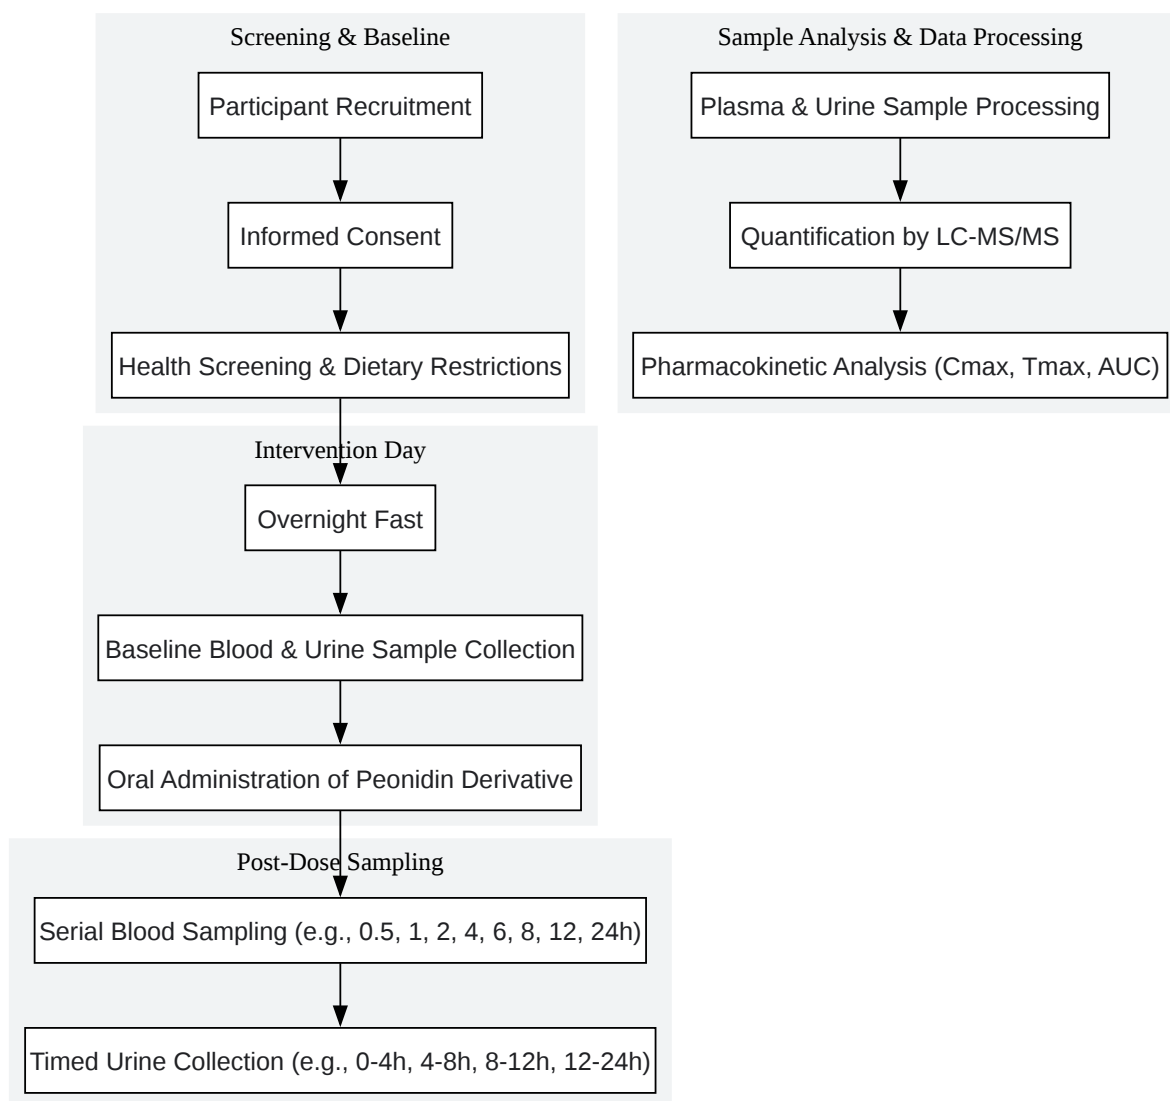 Screening & Baseline
Participant Recruitment
Informed Consent
Health Screening & Dietary Restrictions
Intervention Day
Overnight Fast
Baseline Blood & Urine Sample Collection
Oral Administration of Peonidin Derivative
Post-Dose Sampling
Serial Blood Sampling (e.g., 0.5, 1, 2, 4, 6, 8, 12, 24h)
Timed Urine Collection (e.g., 0-4h, 4-8h, 8-12h, 12-24h)
Sample Analysis & Data Processing
Plasma & Urine Sample Processing
Quantification by LC-MS/MS
Pharmacokinetic Analysis (Cmax, Tmax, AUC)